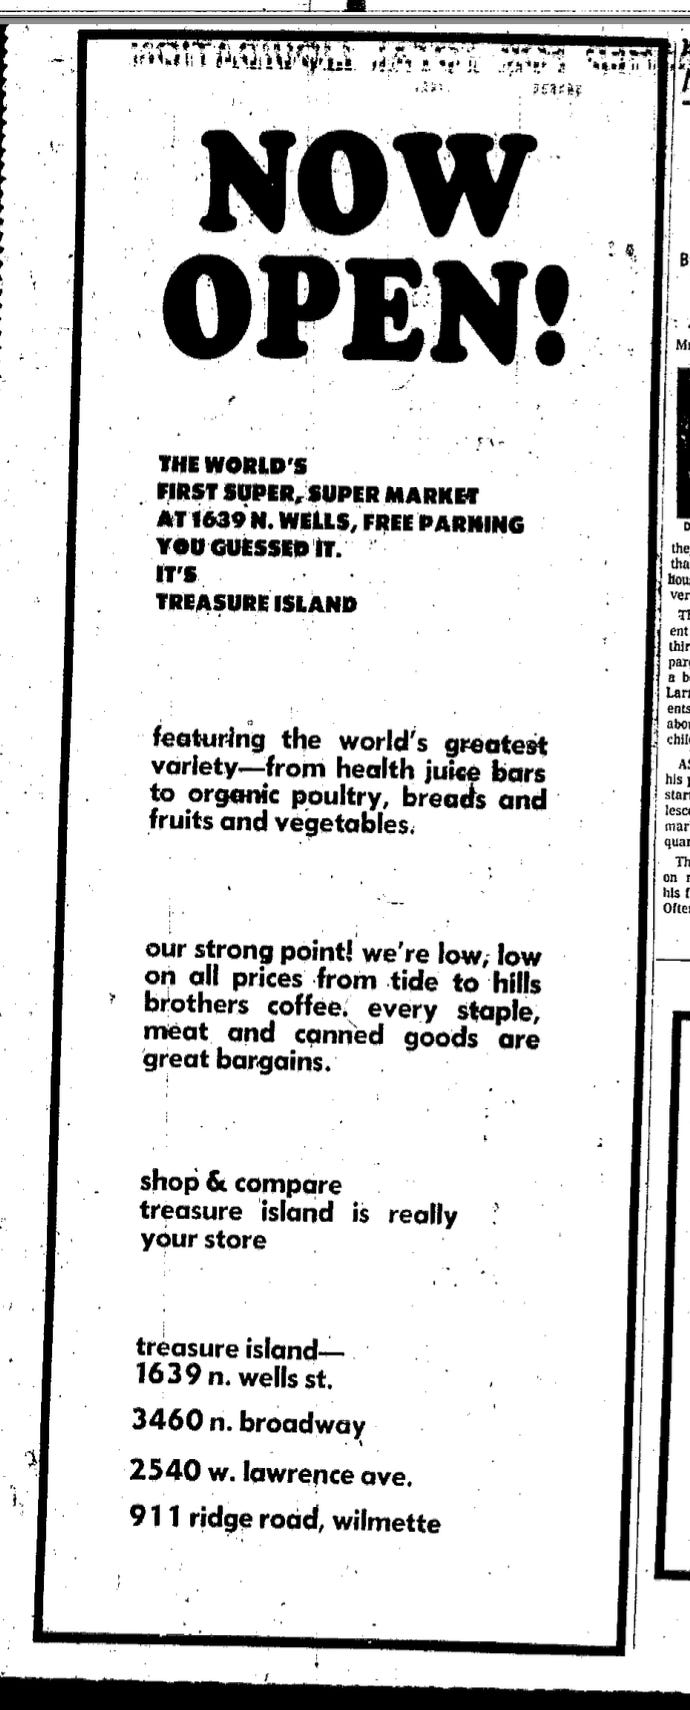 NOW
OPEN!
THE WORLD'S
FIRST SUPER, SUPER MARKET
AT 1639 N. WELLS, FREE PARKING
YOU GUESSED IT.
IT'S
TREASURE ISLAND
featuring the world's greatest
variety—from health juice bars
to organic poultry, breads and
fruits and vegetables.
our strong point! we're low, low
on all prices from tide to hills
brothers coffee. every staple,
meat and canned goods are
great bargains.
shop & compare
treasure island is really
your store
treasure island—
1639 n. wells st.
3460 n. broadway
2540 w. lawrence ave.
911 ridge road, wilmette